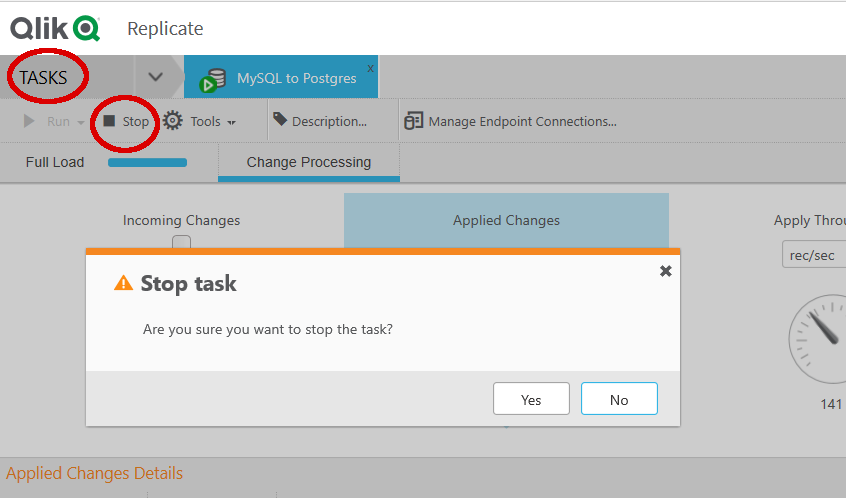 Qlik Replicate
TASKS MySQL to Postgres x
Run Stop Tools Description... Manage Endpoint Connections...
Full Load Change Processing
Incoming Changes Applied Changes
rec/sec
Stop task
Are you sure you want to stop the task?
141
Yes No
Applied Changes Details